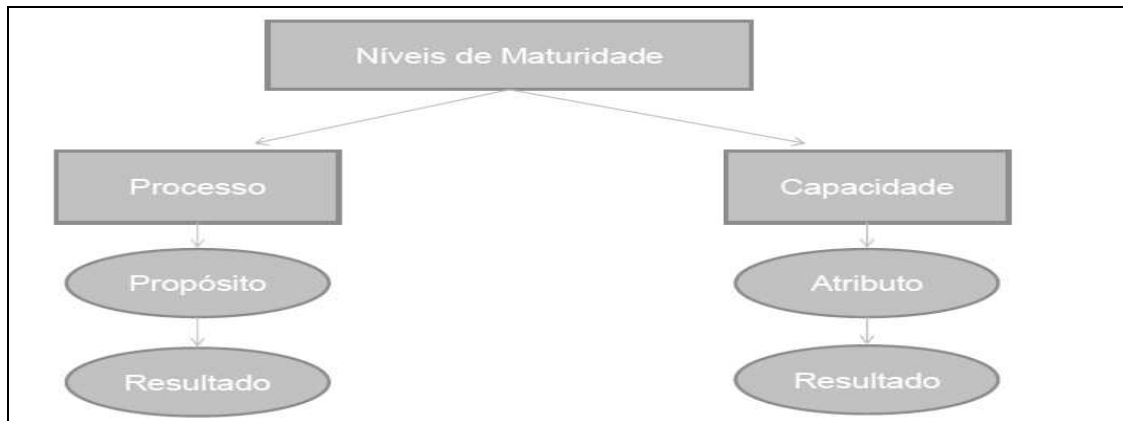 Níveis de Maturidade
Processo
Capacidade
Propósito
Atributo
Resultado
Resultado